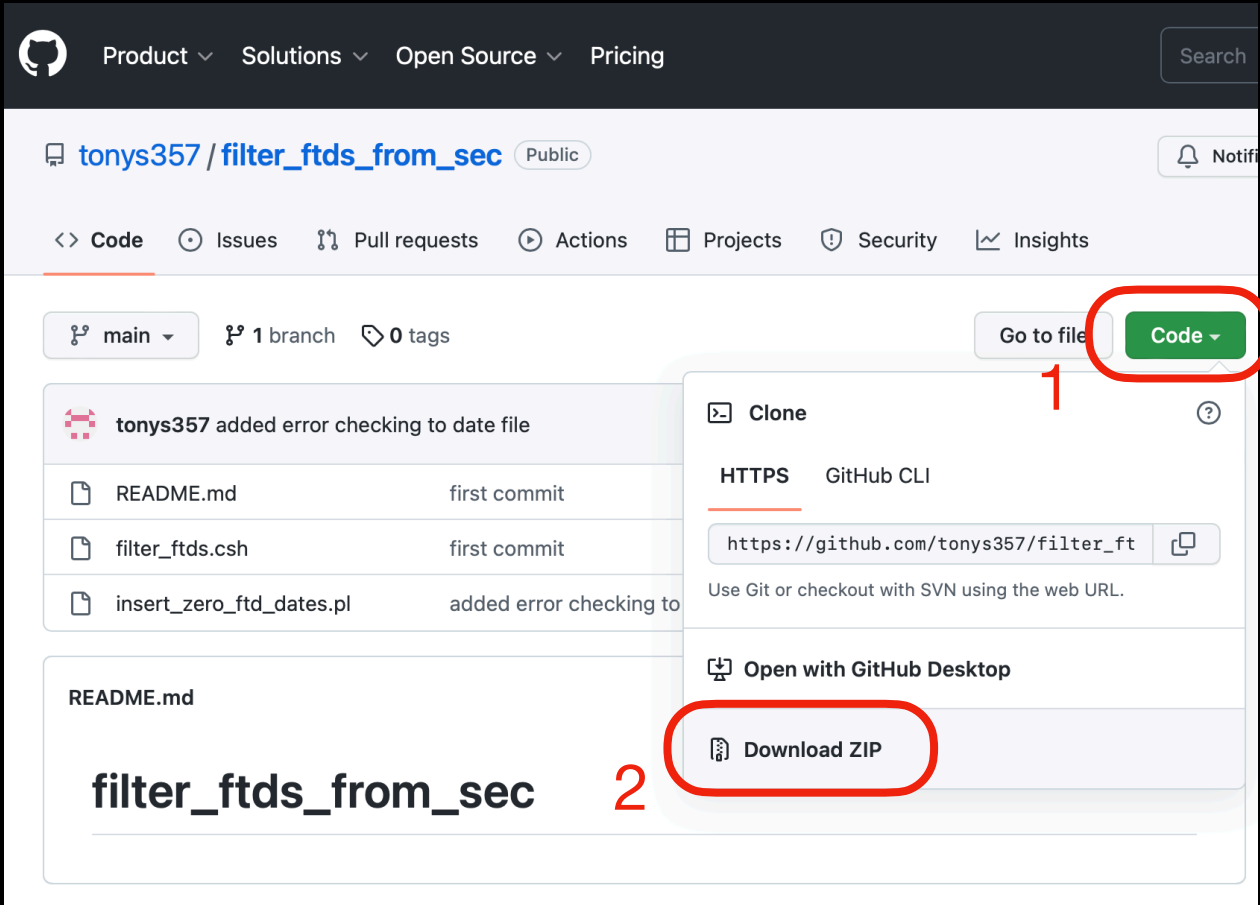 Product Solutions Open Source Pricing Search
tonys357 / filter_ftds_from_sec Public Notifi
Code Issues Pull requests Actions Projects Security Insights
main 1 branch 0 tags Go to file Code
1
tonys357 added error checking to date file
README.md first commit
filter_ftds.csh first commit
insert_zero_ftd_dates.pl added error checking to
Clone
HTTPS GitHub CLI
https://github.com/tonys357/filter_ft
Use Git or checkout with SVN using the web URL.
Open with GitHub Desktop
2 Download ZIP
README.md
filter_ftds_from_sec